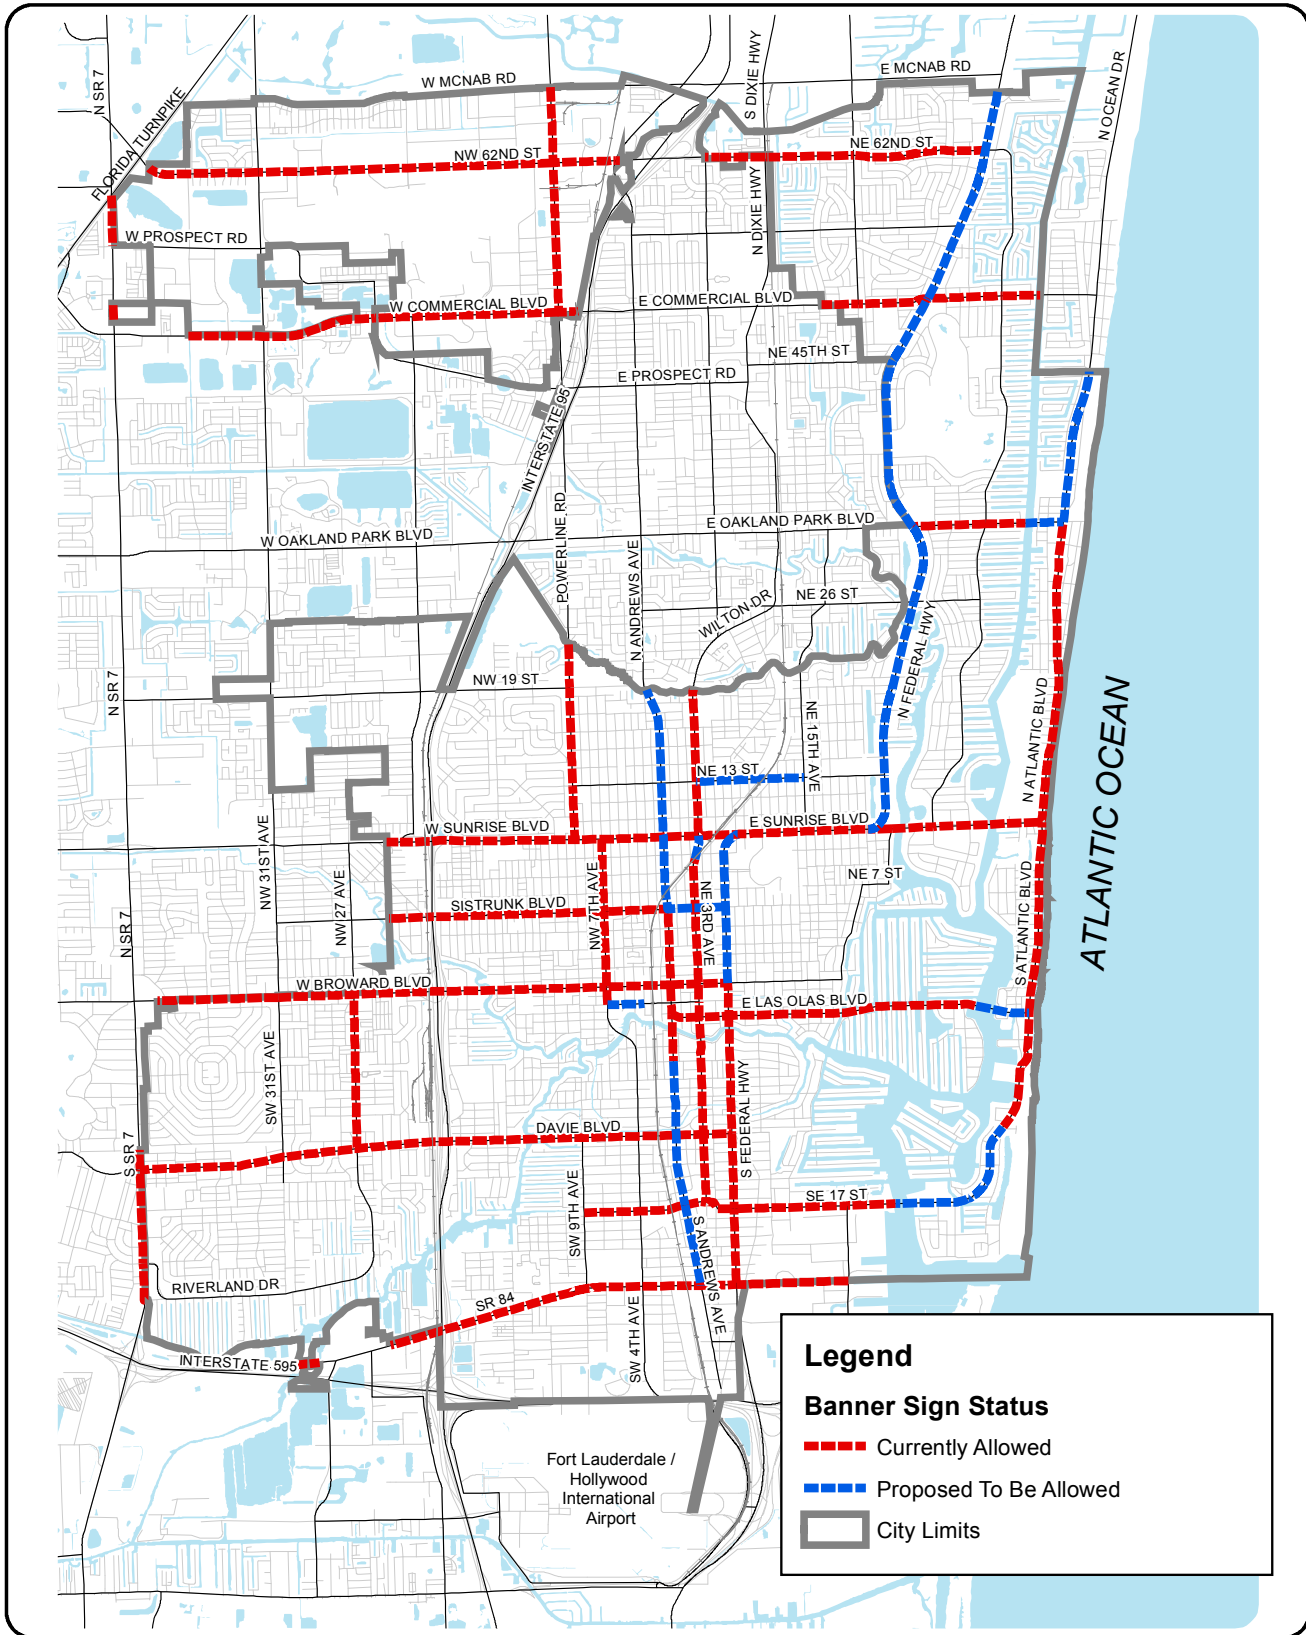 W MCNAB RD
E MCNAB RD
S DIXIE HWY
N OCEAN DR
N SR 7
FLORIDA TURNPIKE
NW 62ND ST
NE 62ND ST
N DIXIE HWY
W PROSPECT RD
W COMMERCIAL BLVD
E COMMERCIAL BLVD
NE 45TH ST
E PROSPECT RD
INTERSTATE 95
POWERLINE RD
W OAKLAND PARK BLVD
E OAKLAND PARK BLVD
N ANDREWS AVE
WILTON DR
NE 26 ST
N FEDERAL HWY
NW 19 ST
N SR 7
NE 15TH AVE
N ATLANTIC BLVD
ATLANTIC OCEAN
NE 13 ST
W SUNRISE BLVD
E SUNRISE BLVD
NW 31ST AVE
NW 27 AVE
NE 7 ST
SISTRUNK BLVD
NW 7TH AVE
NE 3RD AVE
S ATLANTIC BLVD
N SR 7
W BROWARD BLVD
E LAS OLAS BLVD
SW 31ST AVE
S FEDERAL HWY
DAVIE BLVD
S SR 7
SW 9TH AVE
SE 17 ST
S ANDREWS AVE
RIVERLAND DR
SR 84
SW 4TH AVE
INTERSTATE 595
Fort Lauderdale /
Hollywood
International
Airport
Legend
Banner Sign Status
Currently Allowed
Proposed To Be Allowed
City Limits